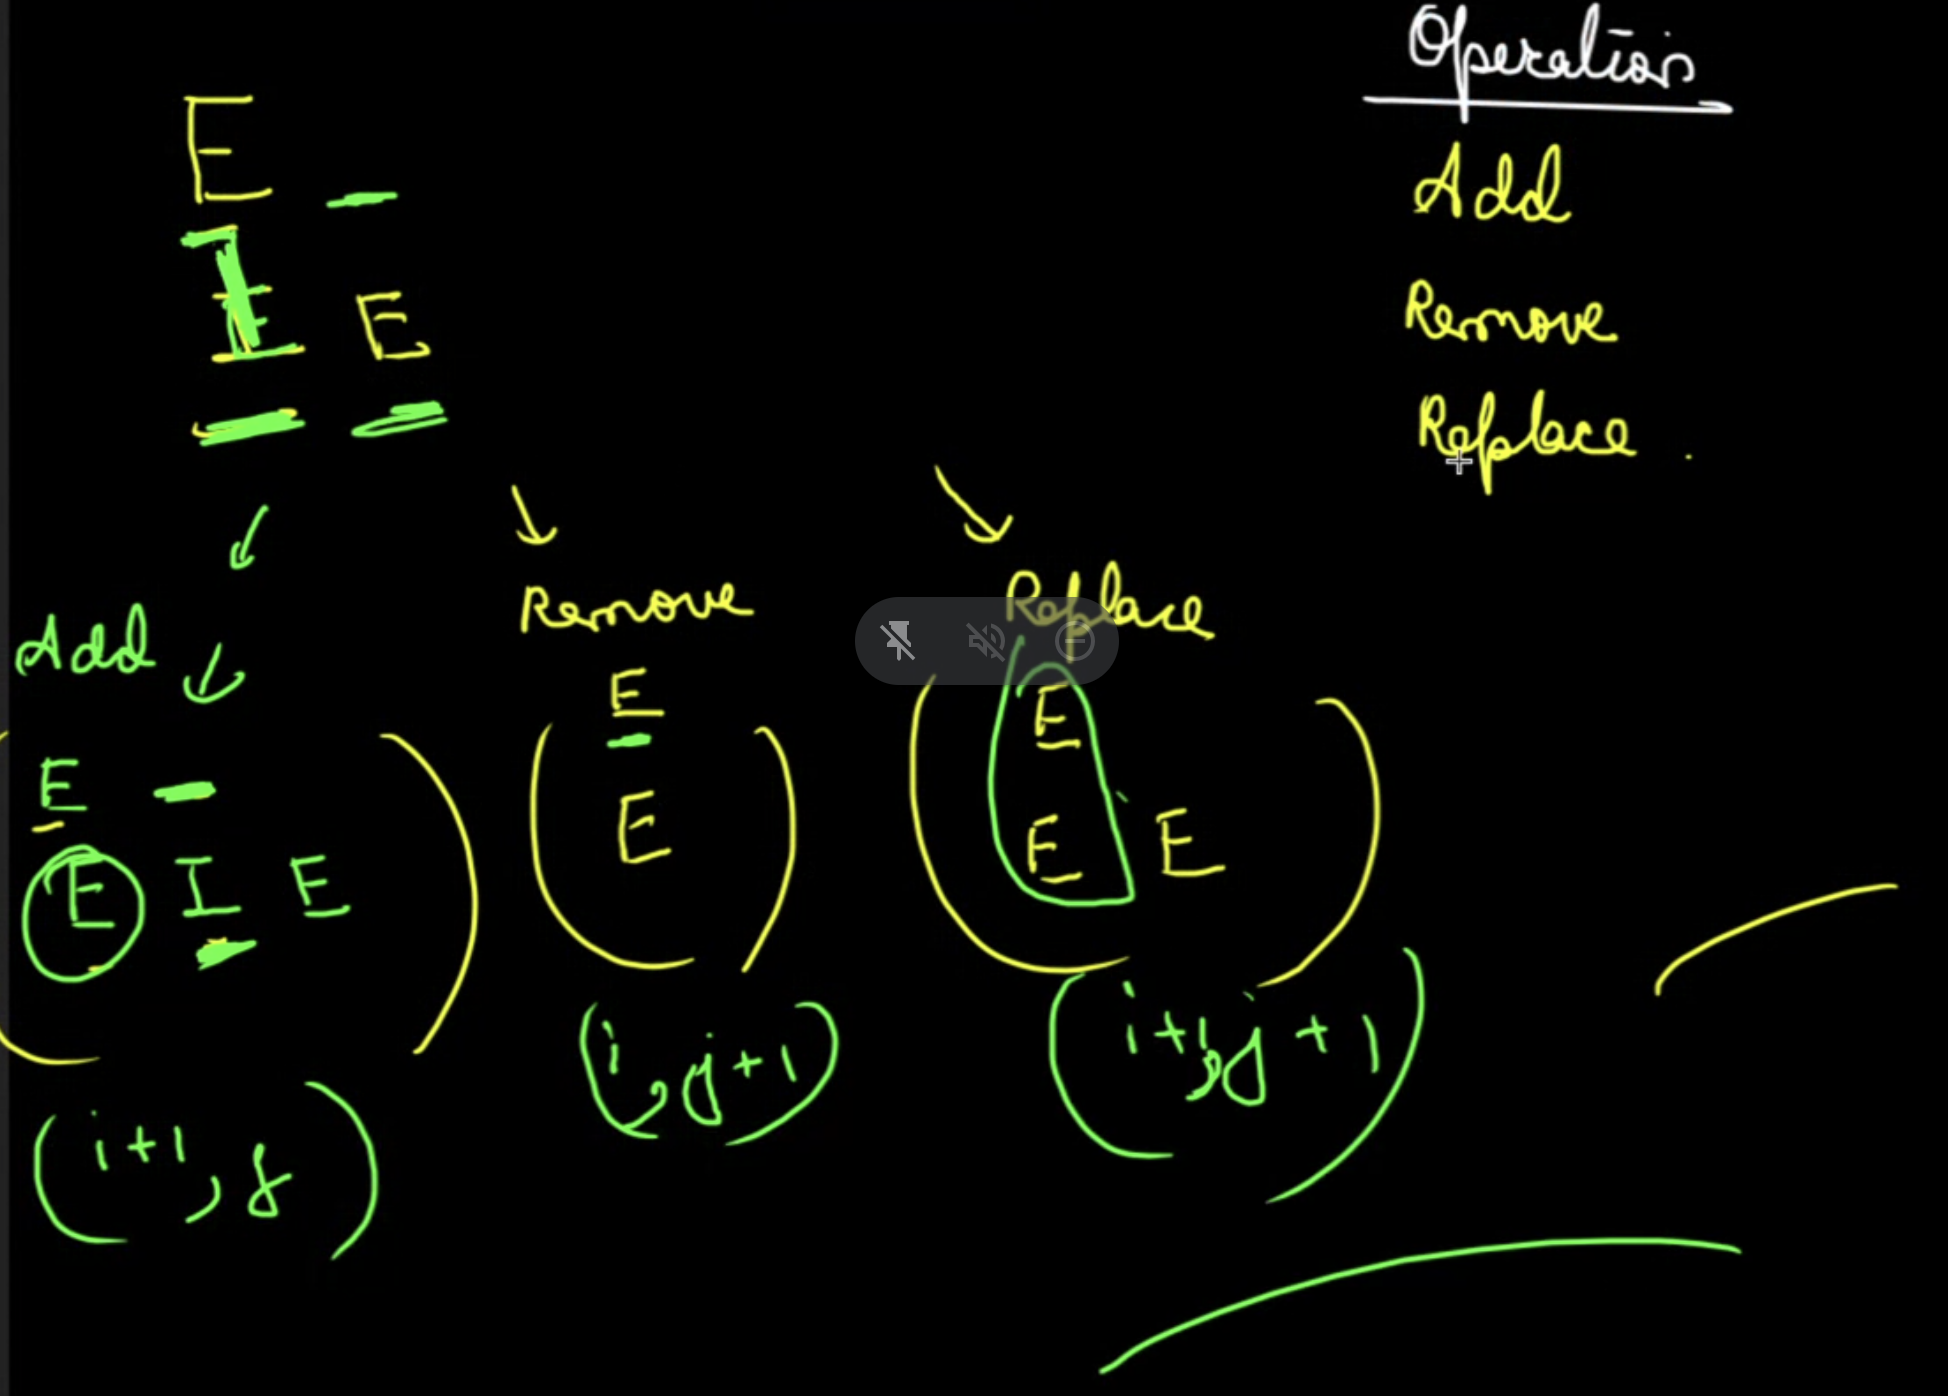 Operation
Add
Remove
Replace .
E
I E
Add
Remove
Replace
E
E I E
E
E
E
E E
(i+1, j)
(i, j+1)
(i+1, j+1)